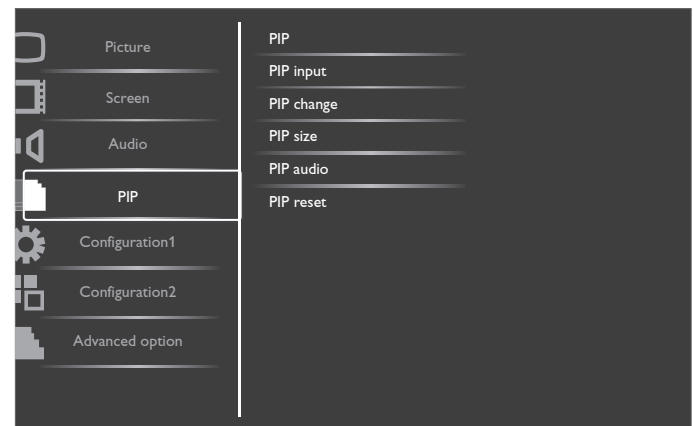 Picture
Screen
Audio
PIP
Configuration1
Configuration2
Advanced option
PIP
PIP input
PIP change
PIP size
PIP audio
PIP reset